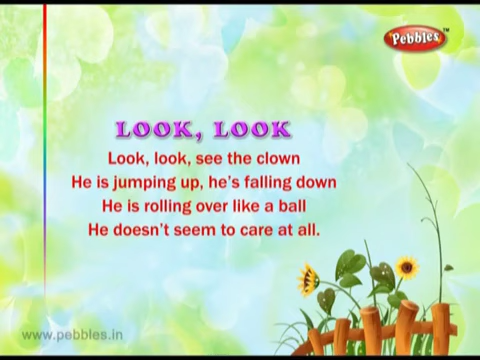 Pebbles™
LOOK, LOOK
Look, look, see the clown
He is jumping up, he's falling down
He is rolling over like a ball
He doesn't seem to care at all.
www.pebbles.in